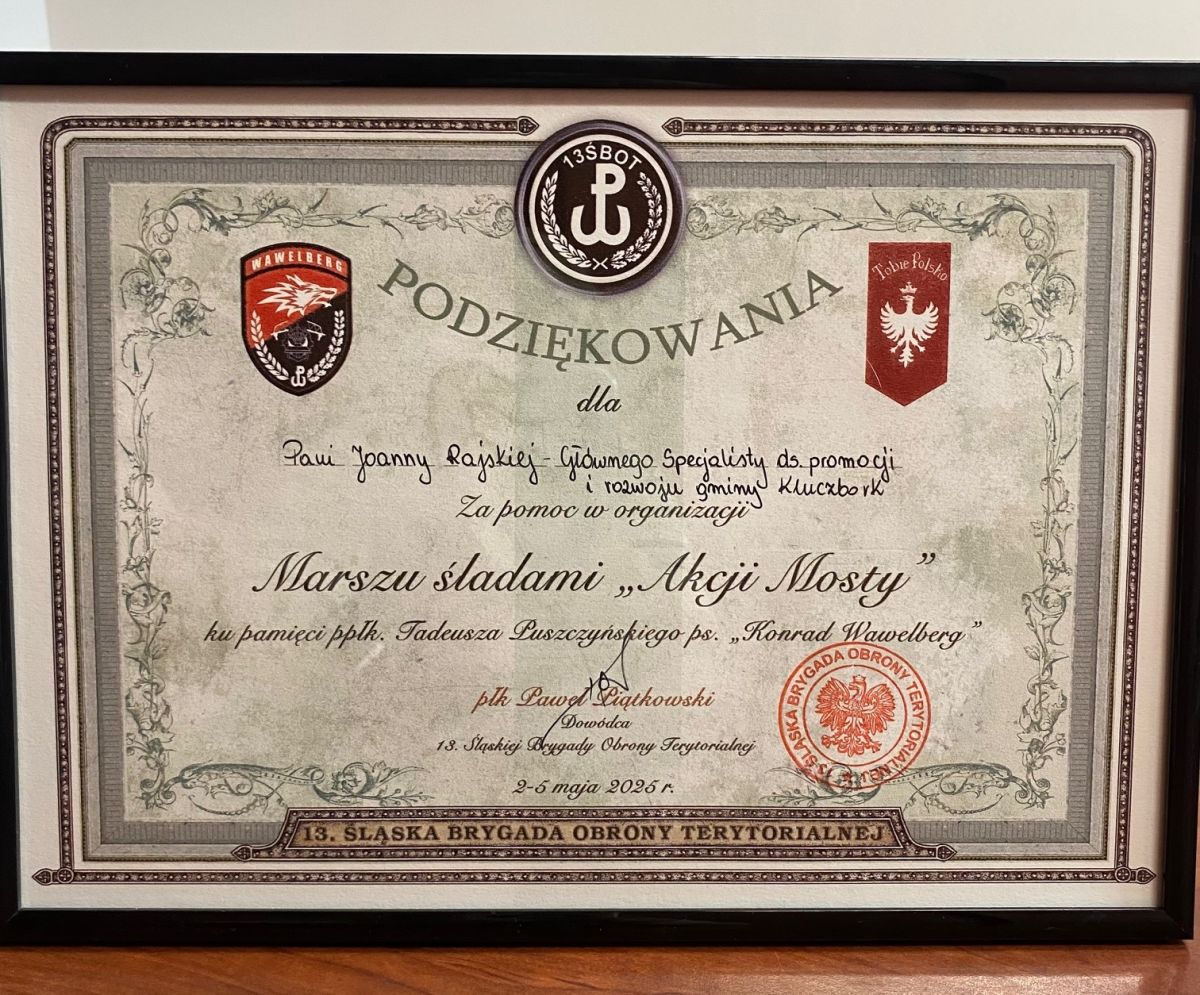 13ŚBOT
WAWELBERG
Tobie Polsko
PODZIĘKOWANIA
dla
Pani Joanny Rajskiej - Głównego Specjalisty ds. promocji
i rozwoju gminy Kluczbork
Za pomoc w organizacji
Marszu śladami „Akcji Mosty”
ku pamięci ppłk. Tadeusza Puszczyńskiego ps. „Konrad Wawelberg”
płk Paweł Piątkowski
Dowódca
13. Śląskiej Brygady Obrony Terytorialnej
2-5 maja 2025 r.
13. ŚLĄSKA BRYGADA OBRONY TERYTORIALNEJ
13. ŚLĄSKA BRYGADA OBRONY TERYTORIALNEJ